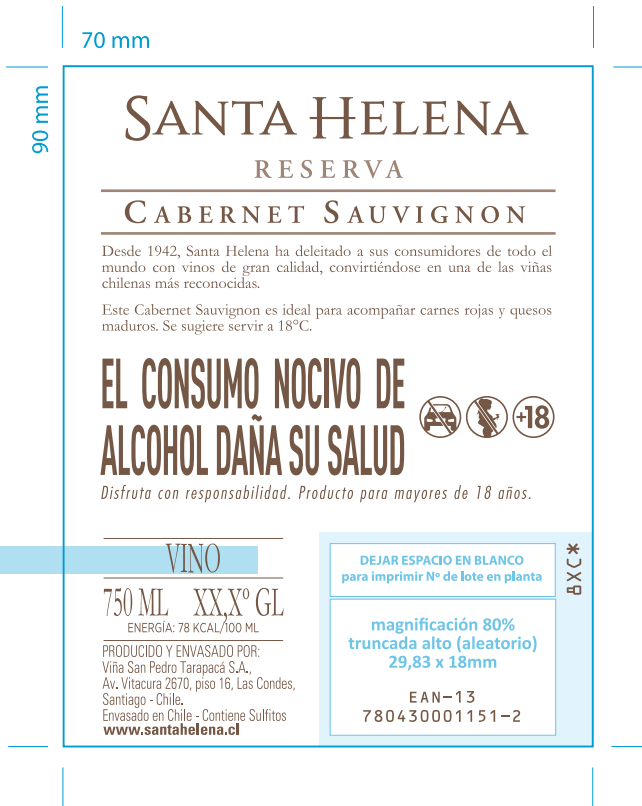 70 mm
90 mm
SANTA HELENA
RESERVA
CABERNET SAUVIGNON
Desde 1942, Santa Helena ha deleitado a sus consumidores de todo el
mundo con vinos de gran calidad, convirtiéndose en una de las viñas
chilenas más reconocidas.
Este Cabernet Sauvignon es ideal para acompañar carnes rojas y quesos
maduros. Se sugiere servir a 18°C.
EL CONSUMO NOCIVO DE
ALCOHOL DAÑA SU SALUD
+18
Disfruta con responsabilidad. Producto para mayores de 18 años.
VINO
750 ML XX,Xº GL
ENERGÍA: 78 KCAL/100 ML
PRODUCIDO Y ENVASADO POR:
Viña San Pedro Tarapacá S.A.,
Av. Vitacura 2670, piso 16, Las Condes,
Santiago - Chile.
Envasado en Chile - Contiene Sulfitos
www.santahelena.cl
DEJAR ESPACIO EN BLANCO
para imprimir Nº de lote en planta
magnificación 80%
truncada alto (aleatorio)
29,83 x 18mm
EAN-13
780430001151-2